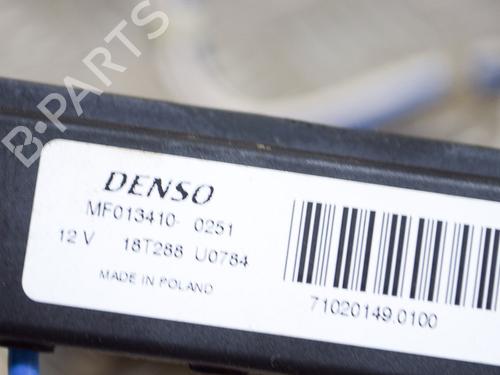 B-PARTS
DENSO
MF013410- 0251
12 V 18T288 U0784
MADE IN POLAND
71020149.0100